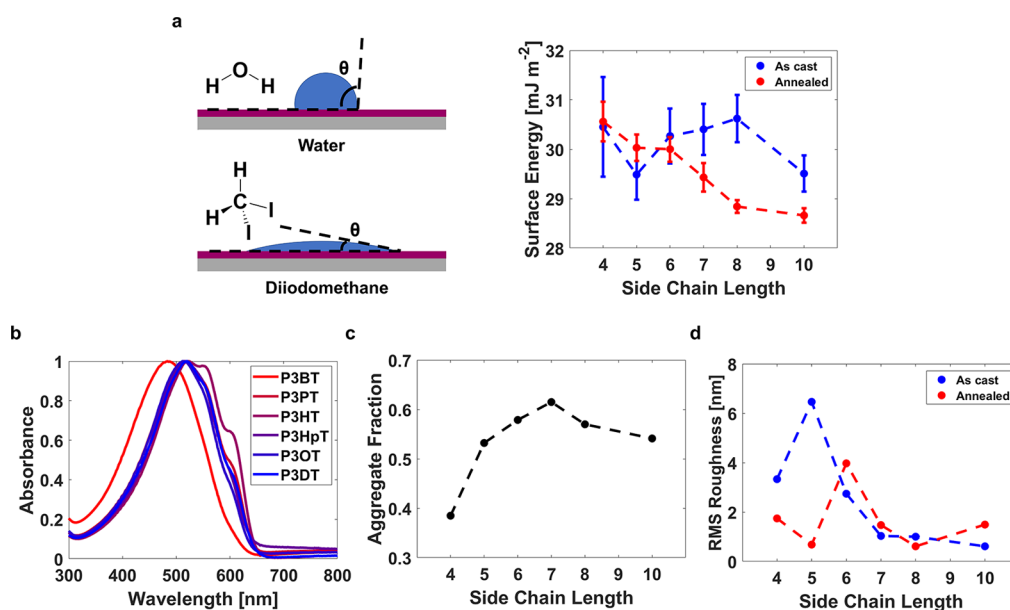 a
H
O
H
θ
Water
H
H
C
I
I
θ
Diiodomethane
Surface Energy [mJ m⁻²]
32
31
30
29
28
4 5 6 7 8 9 10
Side Chain Length
As cast
Annealed
b
Absorbance
1
0.8
0.6
0.4
0.2
0
300 400 500 600 700 800
Wavelength [nm]
P3BT
P3PT
P3HT
P3HpT
P3OT
P3DT
c
Aggregate Fraction
0.7
0.6
0.5
0.4
0.3
4 5 6 7 8 9 10
Side Chain Length
d
RMS Roughness [nm]
8
6
4
2
0
4 5 6 7 8 9 10
Side Chain Length
As cast
Annealed